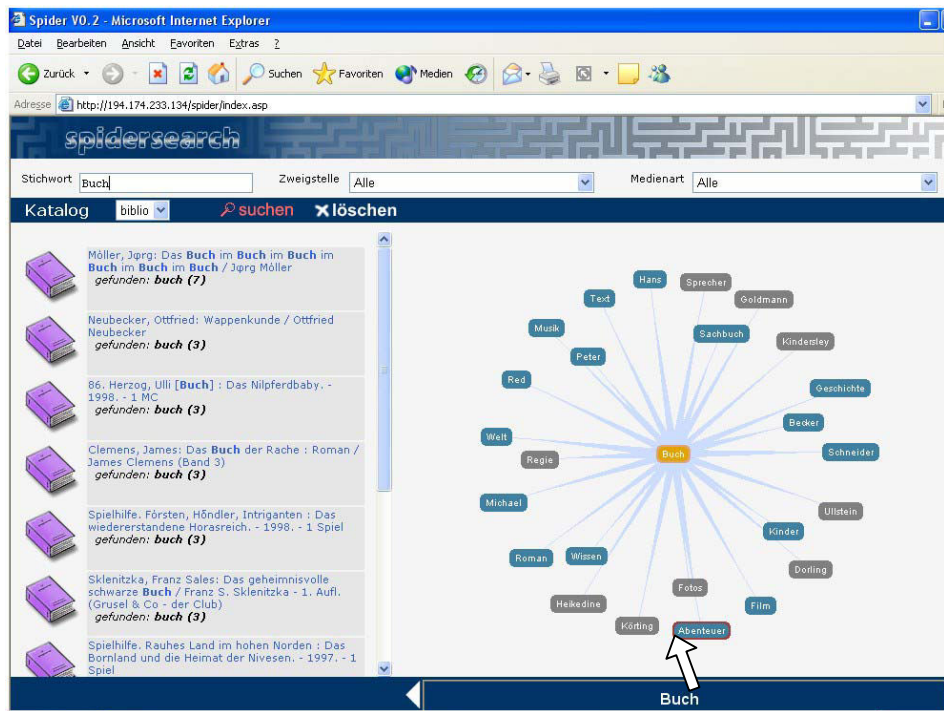 Spider V0.2 - Microsoft Internet Explorer
Datei Bearbeiten Ansicht Favoriten Extras ?
Zurück Suchen Favoriten Medien
Adresse http://194.174.233.134/spider/index.asp
spidersearch
Stichwort Buch Zweigstelle Alle Medienart Alle
Katalog biblio suchen löschen
Möller, Jφrg: Das Buch im Buch im Buch im
Buch im Buch im Buch / Jφrg Möller
gefunden: buch (7)
Neubecker, Ottfried: Wappenkunde / Ottfried
Neubecker
gefunden: buch (3)
86. Herzog, Ulli [Buch] : Das Nilpferdbaby. -
1998. - 1 MC
gefunden: buch (3)
Clemens, James: Das Buch der Rache : Roman /
James Clemens (Band 3)
gefunden: buch (3)
Spielhilfe. Fórsten, Hõndler, Intriganten : Das
wiedererstandene Horasreich. - 1998. - 1 Spiel
gefunden: buch (3)
Sklenitzka, Franz Sales: Das geheimnisvolle
schwarze Buch / Franz S. Sklenitzka - 1. Aufl.
(Grusel & Co - der Club)
gefunden: buch (3)
Spielhilfe. Rauhes Land im hohen Norden : Das
Bornland und die Heimat der Nivesen. - 1997. - 1
Spiel
Hans
Sprecher
Text
Goldmann
Musik
Sachbuch
Kindersley
Peter
Red
Geschichte
Becker
Welt
Buch
Schneider
Regie
Michael
Ullstein
Kinder
Roman
Wissen
Dorling
Fotos
Heikedine
Film
Körting
Abenteuer
Buch